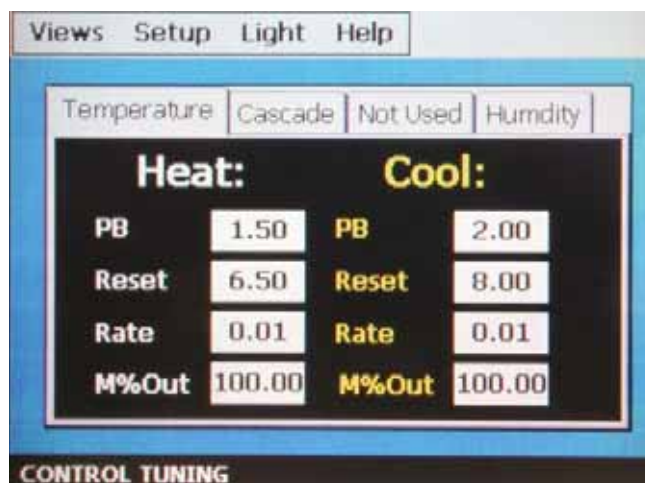 Views Setup Light Help
Temperature Cascade Not Used Humdity
Heat: Cool:
PB 1.50 PB 2.00
Reset 6.50 Reset 8.00
Rate 0.01 Rate 0.01
M%Out 100.00 M%Out 100.00
CONTROL TUNING